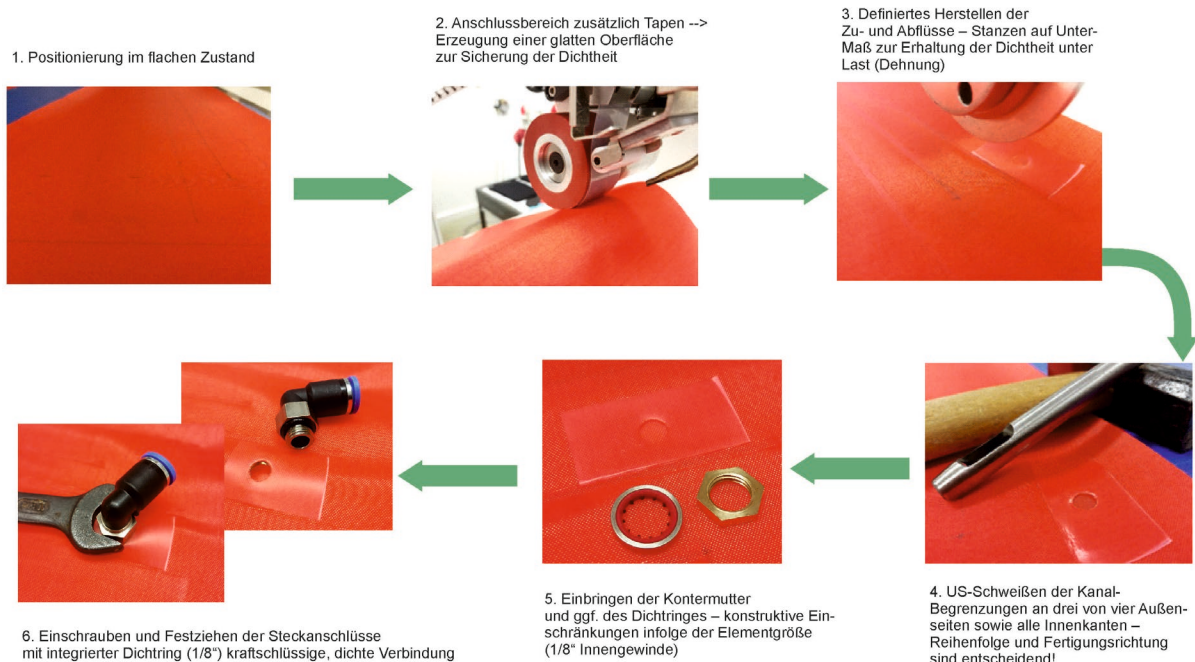 1. Positionierung im flachen Zustand
2. Anschlussbereich zusätzlich Tapen -->
Erzeugung einer glatten Oberfläche
zur Sicherung der Dichtheit
3. Definiertes Herstellen der
Zu- und Abflüsse – Stanzen auf Unter-
Maß zur Erhaltung der Dichtheit unter
Last (Dehnung)
4. US-Schweißen der Kanal-
Begrenzungen an drei von vier Außen-
seiten sowie alle Innenkanten –
Reihenfolge und Fertigungsrichtung
sind entscheidend!
5. Einbringen der Kontermutter
und ggf. des Dichtringes – konstruktive Ein-
schränkungen infolge der Elementgröße
(1/8“ Innengewinde)
6. Einschrauben und Festziehen der Steckanschlüsse
mit integrierter Dichtring (1/8“) kraftschlüssige, dichte Verbindung